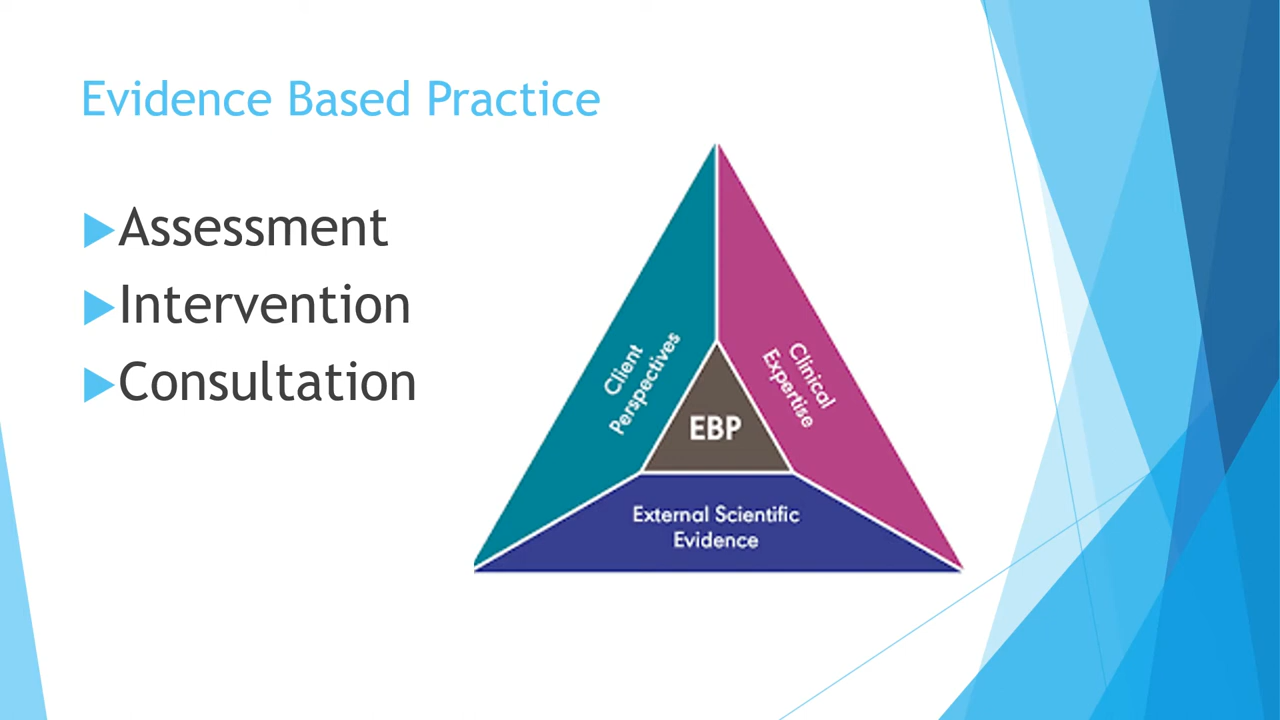 Evidence Based Practice
Assessment
Intervention
Consultation
Client
Perspectives
Clinical
Expertise
EBP
External Scientific
Evidence